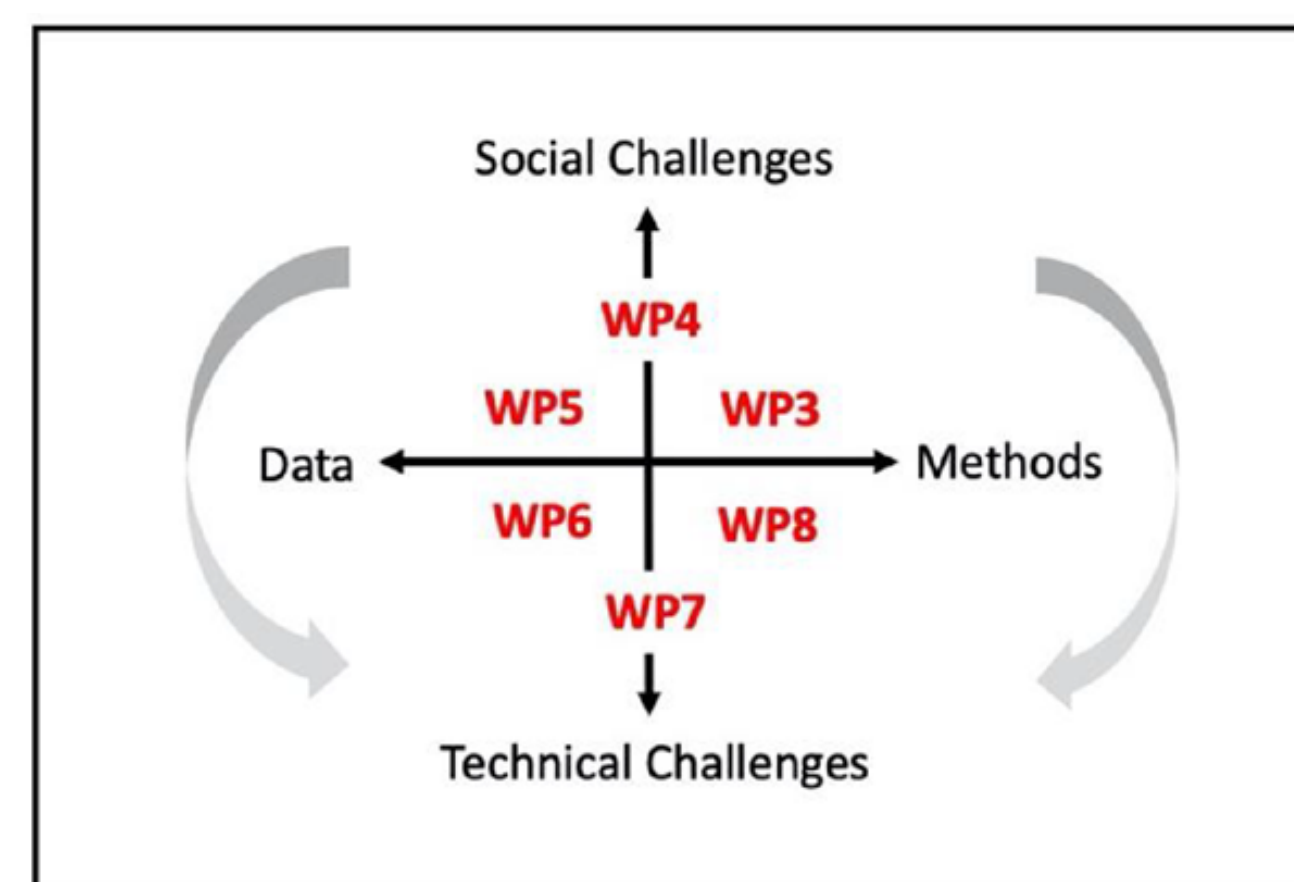 Social Challenges
WP4
WP5 WP3
Data Methods
WP6 WP8
WP7
Technical Challenges